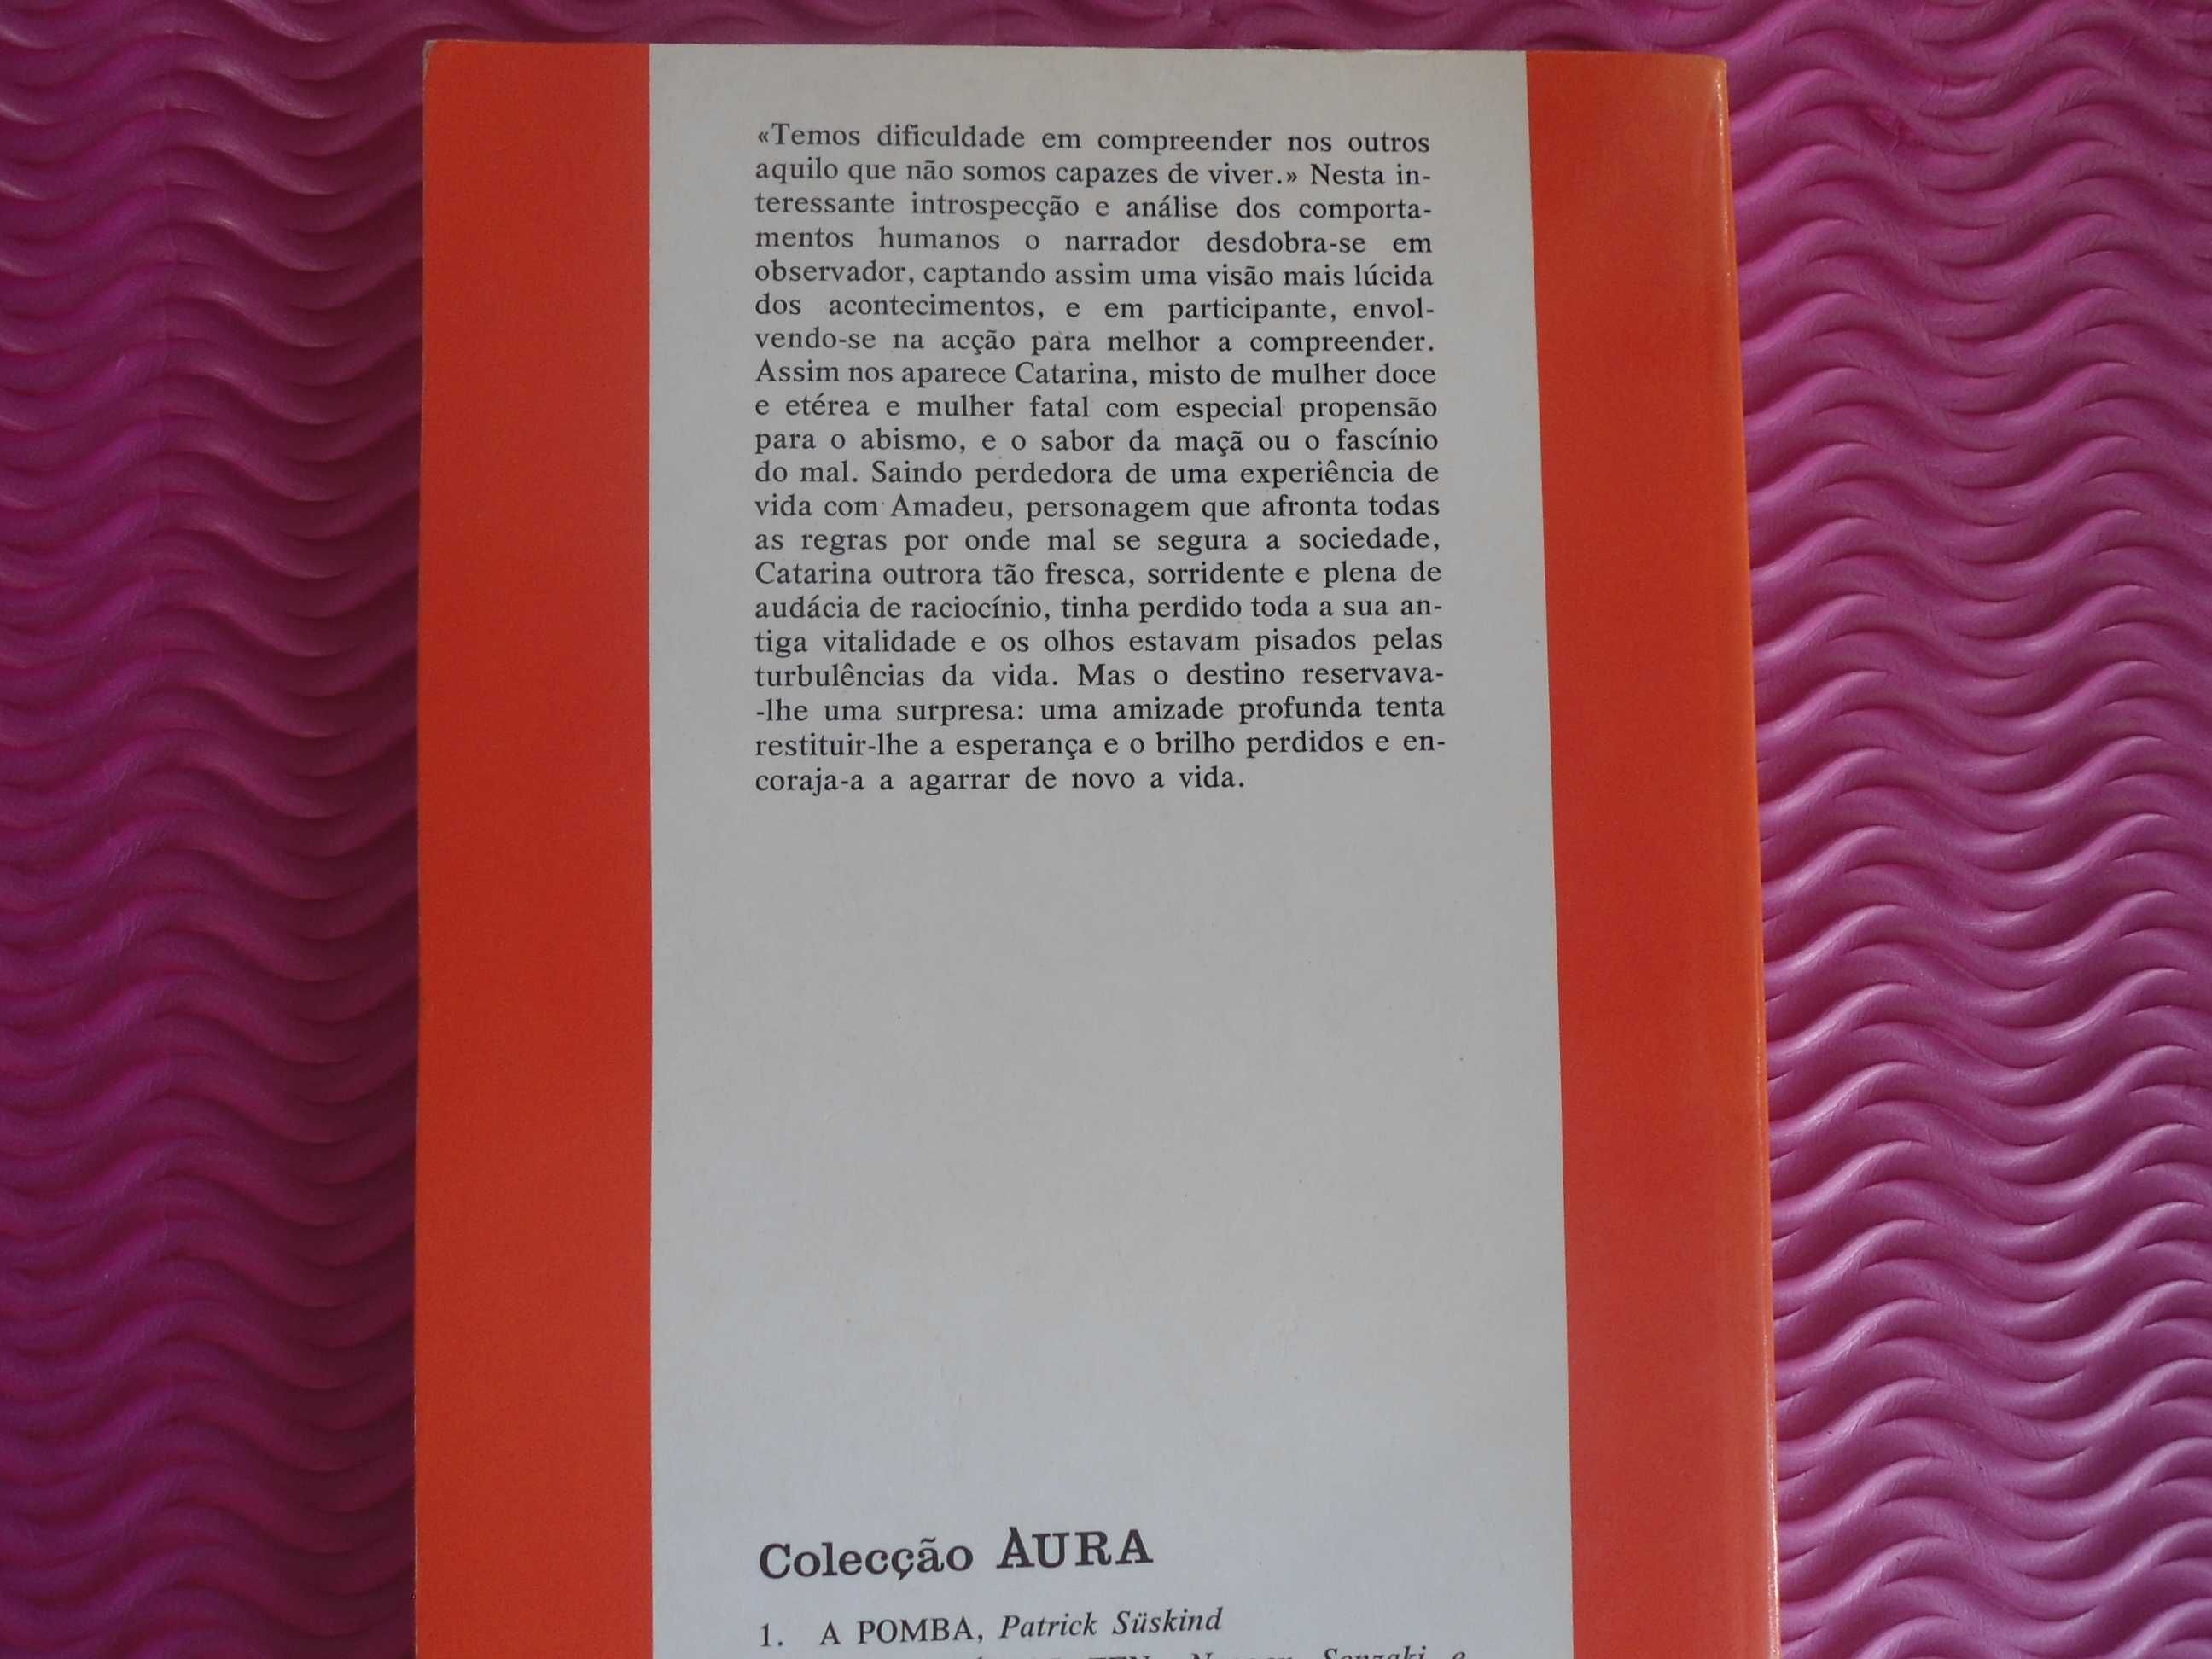 «Temos dificuldade em compreender nos outros
aquilo que não somos capazes de viver.» Nesta in-
teressante introspecção e análise dos comporta-
mentos humanos o narrador desdobra-se em
observador, captando assim uma visão mais lúcida
dos acontecimentos, e em participante, envol-
vendo-se na acção para melhor a compreender.
Assim nos aparece Catarina, misto de mulher doce
e etérea e mulher fatal com especial propensão
para o abismo, e o sabor da maçã ou o fascínio
do mal. Saindo perdedora de uma experiência de
vida com Amadeu, personagem que afronta todas
as regras por onde mal se segura a sociedade,
Catarina outrora tão fresca, sorridente e plena de
audácia de raciocínio, tinha perdido toda a sua an-
tiga vitalidade e os olhos estavam pisados pelas
turbulências da vida. Mas o destino reservava-
-lhe uma surpresa: uma amizade profunda tenta
restituir-lhe a esperança e o brilho perdidos e en-
coraja-a a agarrar de novo a vida.
Colecção AURA
1. A POMBA, Patrick Süskind